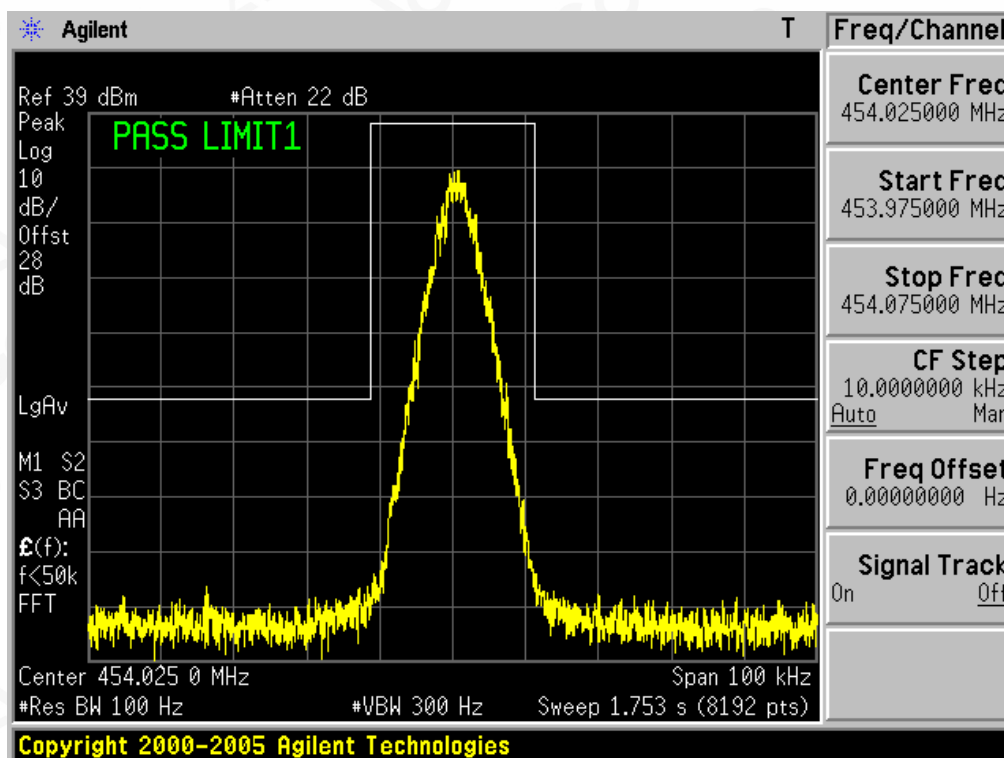 Agilent T
Ref 39 dBm #Atten 22 dB
Peak
Log
10
dB/
Offst
28
dB
PASS LIMIT1
LgAv
M1 S2
S3 BC
AA
£(f):
f<50k
FFT
Center 454.025 0 MHz Span 100 kHz
#Res BW 100 Hz #VBW 300 Hz Sweep 1.753 s (8192 pts)
Copyright 2000-2005 Agilent Technologies
Freq/Channel
Center Freq
454.025000 MHz
Start Freq
453.975000 MHz
Stop Freq
454.075000 MHz
CF Step
10.0000000 kHz
Auto Man
Freq Offset
0.00000000 Hz
Signal Track
On Off